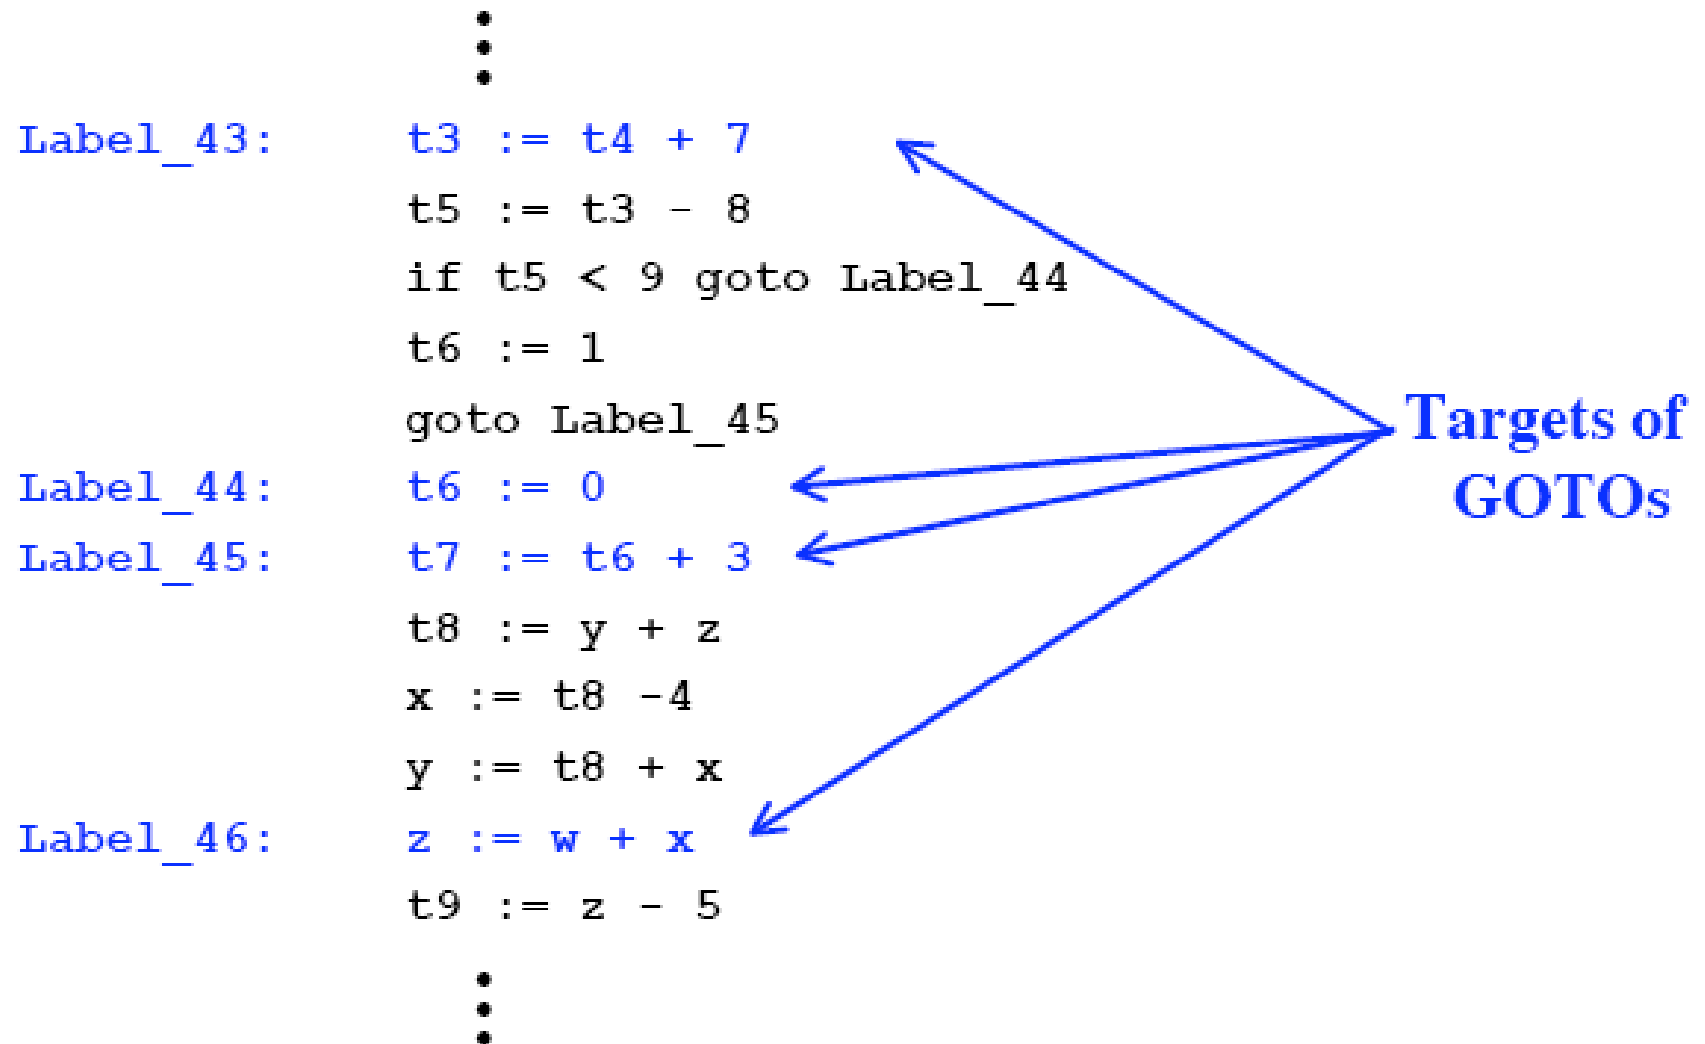 Label_43: t3 := t4 + 7
t5 := t3 - 8
if t5 < 9 goto Label_44
t6 := 1
goto Label_45
Label_44: t6 := 0
Label_45: t7 := t6 + 3
t8 := y + z
x := t8 -4
y := t8 + x
Label_46: z := w + x
t9 := z - 5
Targets of
GOTOs